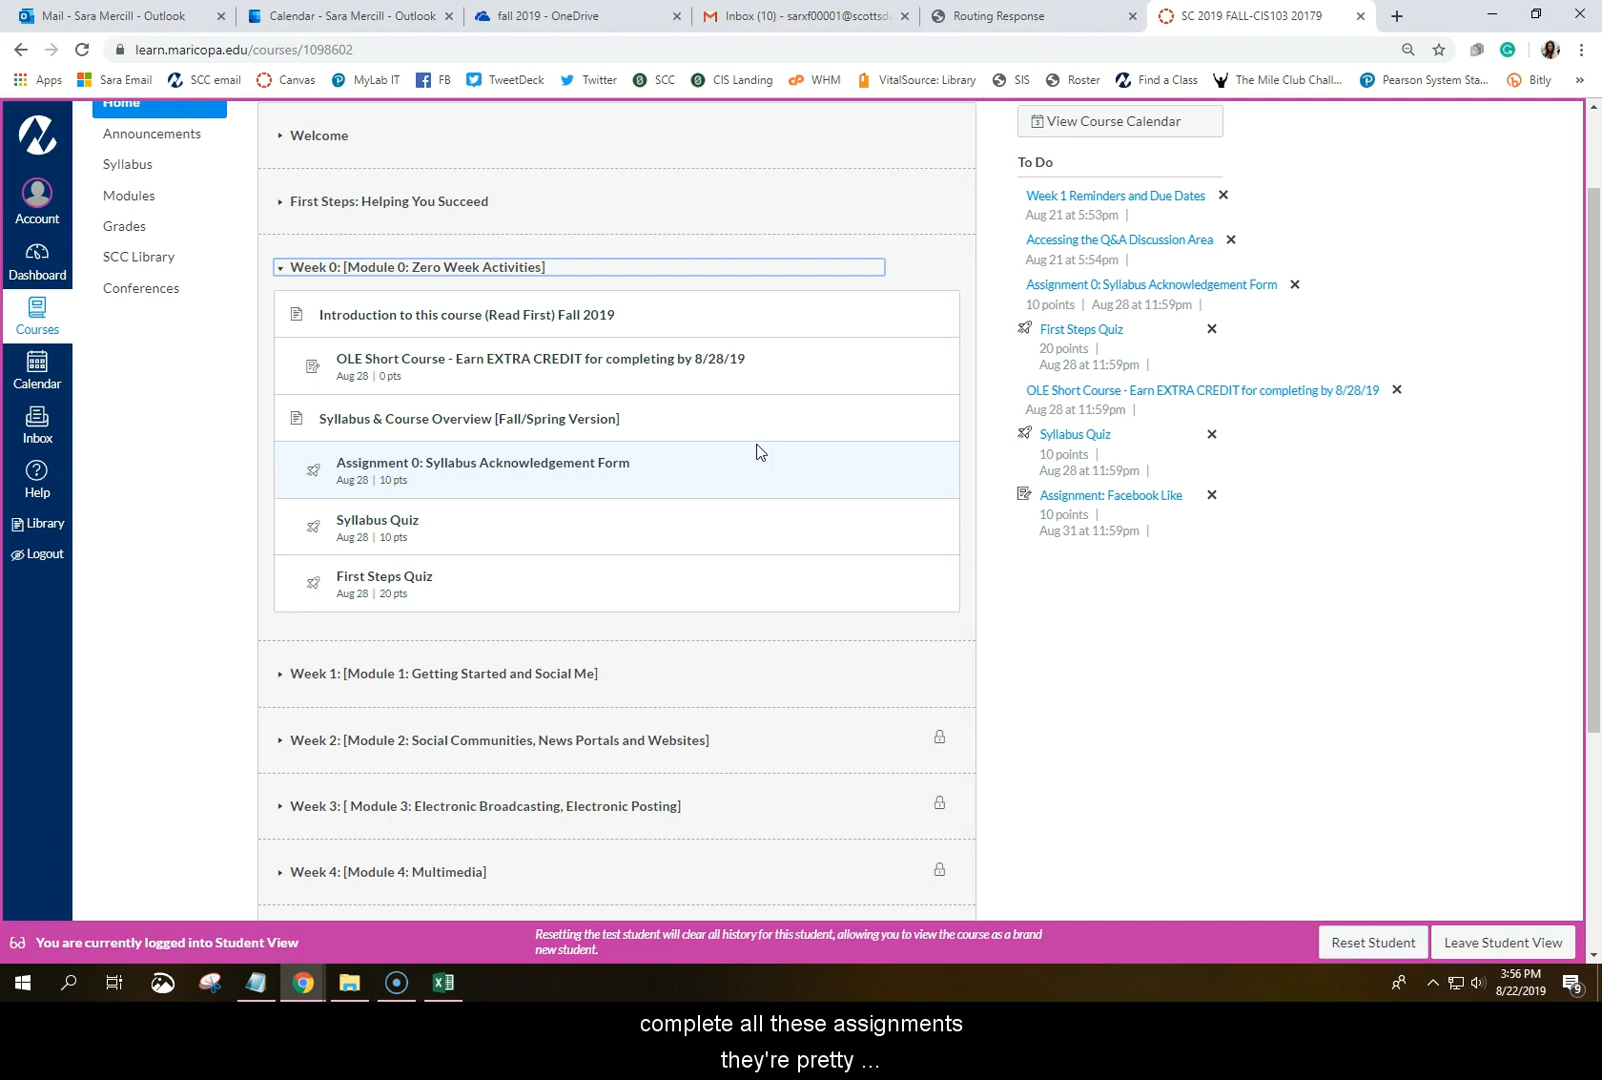 Mail - Sara Mercill - Outlook
Calendar - Sara Mercill - Outlook
fall 2019 - OneDrive
Inbox (10) - sarxf00001@scottsd
Routing Response
SC 2019 FALL-CIS103 20179
learn.maricopa.edu/courses/1098602
Apps
Sara Email
SCC email
Canvas
MyLab IT
FB
TweetDeck
Twitter
SCC
CIS Landing
WHM
VitalSource: Library
SIS
Roster
Find a Class
The Mile Club Chall...
Pearson System Sta...
Bitly
Account
Dashboard
Courses
Calendar
Inbox
Help
Library
Logout
Home
Announcements
Syllabus
Modules
Grades
SCC Library
Conferences
Welcome
First Steps: Helping You Succeed
Week 0: [Module 0: Zero Week Activities]
Introduction to this course (Read First) Fall 2019
OLE Short Course - Earn EXTRA CREDIT for completing by 8/28/19
Aug 28 | 0 pts
Syllabus & Course Overview [Fall/Spring Version]
Assignment 0: Syllabus Acknowledgement Form
Aug 28 | 10 pts
Syllabus Quiz
Aug 28 | 10 pts
First Steps Quiz
Aug 28 | 20 pts
Week 1: [Module 1: Getting Started and Social Me]
Week 2: [Module 2: Social Communities, News Portals and Websites]
Week 3: [ Module 3: Electronic Broadcasting, Electronic Posting]
Week 4: [Module 4: Multimedia]
View Course Calendar
To Do
Week 1 Reminders and Due Dates
Aug 21 at 5:53pm |
Accessing the Q&A Discussion Area
Aug 21 at 5:54pm |
Assignment 0: Syllabus Acknowledgement Form
10 points | Aug 28 at 11:59pm |
First Steps Quiz
20 points |
Aug 28 at 11:59pm |
OLE Short Course - Earn EXTRA CREDIT for completing by 8/28/19
Aug 28 at 11:59pm |
Syllabus Quiz
10 points |
Aug 28 at 11:59pm |
Assignment: Facebook Like
10 points |
Aug 31 at 11:59pm |
You are currently logged into Student View
Resetting the test student will clear all history for this student, allowing you to view the course as a brand
new student.
Reset Student
Leave Student View
3:56 PM
8/22/2019
9
complete all these assignments
they're pretty ...